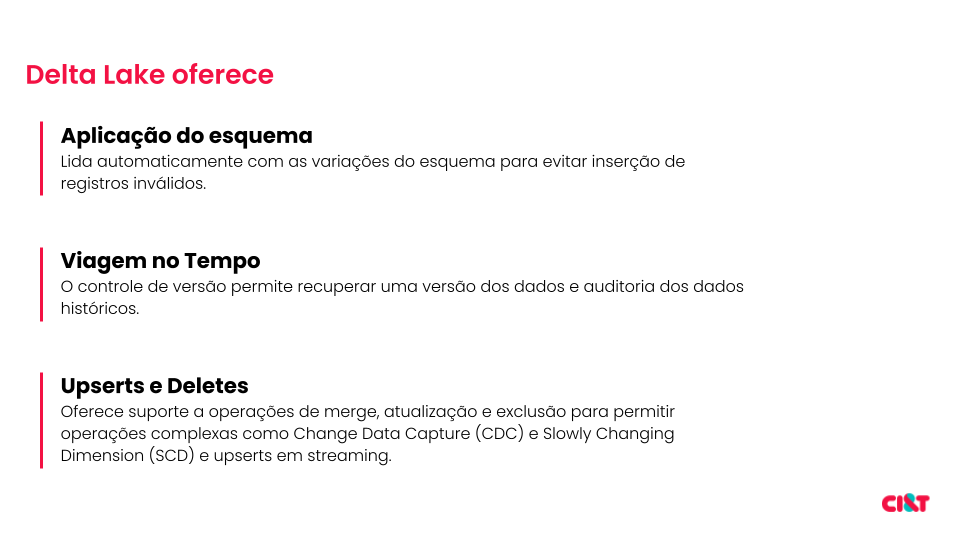 Delta Lake oferece
Aplicação do esquema
Lida automaticamente com as variações do esquema para evitar inserção de
registros inválidos.
Viagem no Tempo
O controle de versão permite recuperar uma versão dos dados e auditoria dos dados
históricos.
Upserts e Deletes
Oferece suporte a operações de merge, atualização e exclusão para permitir
operações complexas como Change Data Capture (CDC) e Slowly Changing
Dimension (SCD) e upserts em streaming.
CI&T